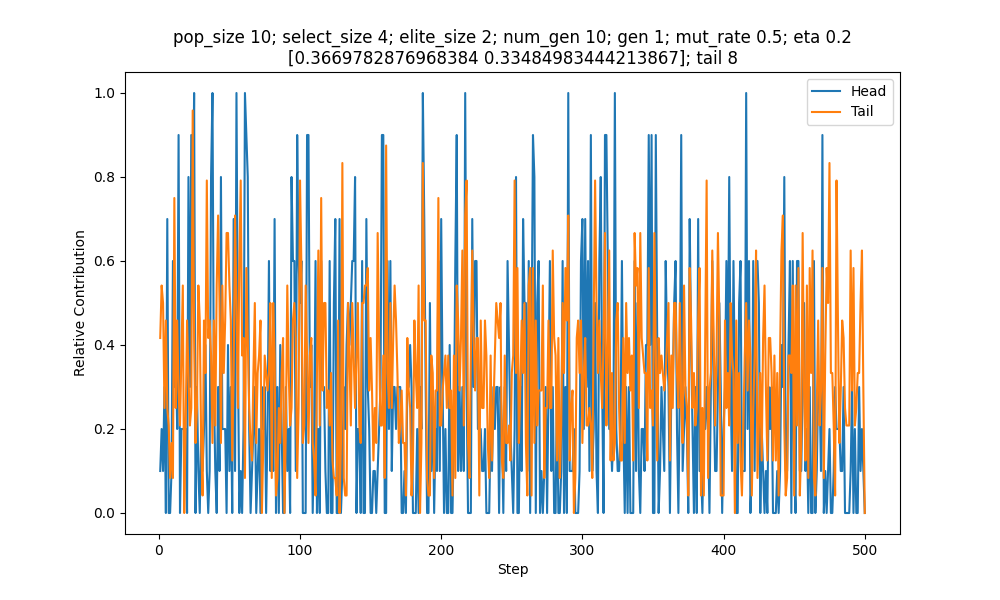 pop_size 10; select_size 4; elite_size 2; num_gen 10; gen 1; mut_rate 0.5; eta 0.2
[0.3669782876968384 0.33484983444213867]; tail 8
Head
Tail
Relative Contribution
1.0
0.8
0.6
0.4
0.2
0.0
0 100 200 300 400 500
Step